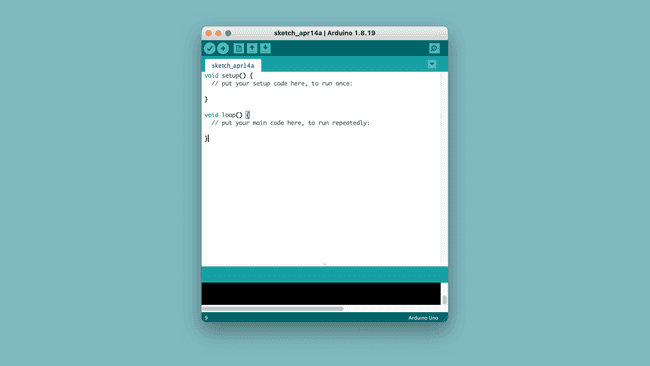 sketch_apr14a | Arduino 1.8.19
sketch_apr14a
void setup() {
// put your setup code here, to run once:
}
void loop() {
// put your main code here, to run repeatedly:
}
9
Arduino Uno